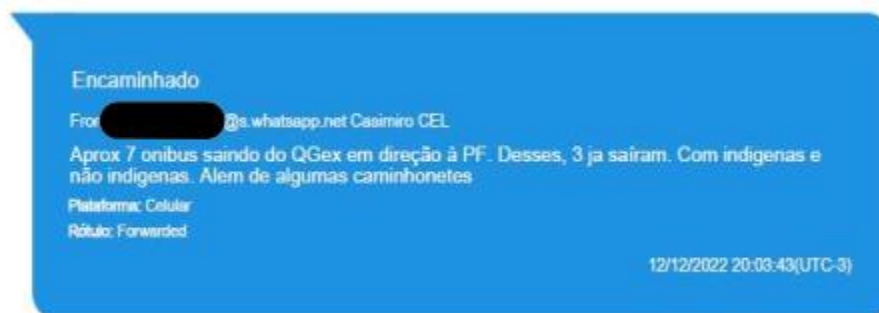 Encaminhado
From @s.whatsapp.net Casimiro CEL
Aprox 7 onibus saindo do QGex em direção à PF. Desses, 3 ja saíram. Com indigenas e
não indigenas. Alem de algumas caminhonetes
Plataforma: Celular
Rótulo: Forwarded
12/12/2022 20:03:43(UTC-3)